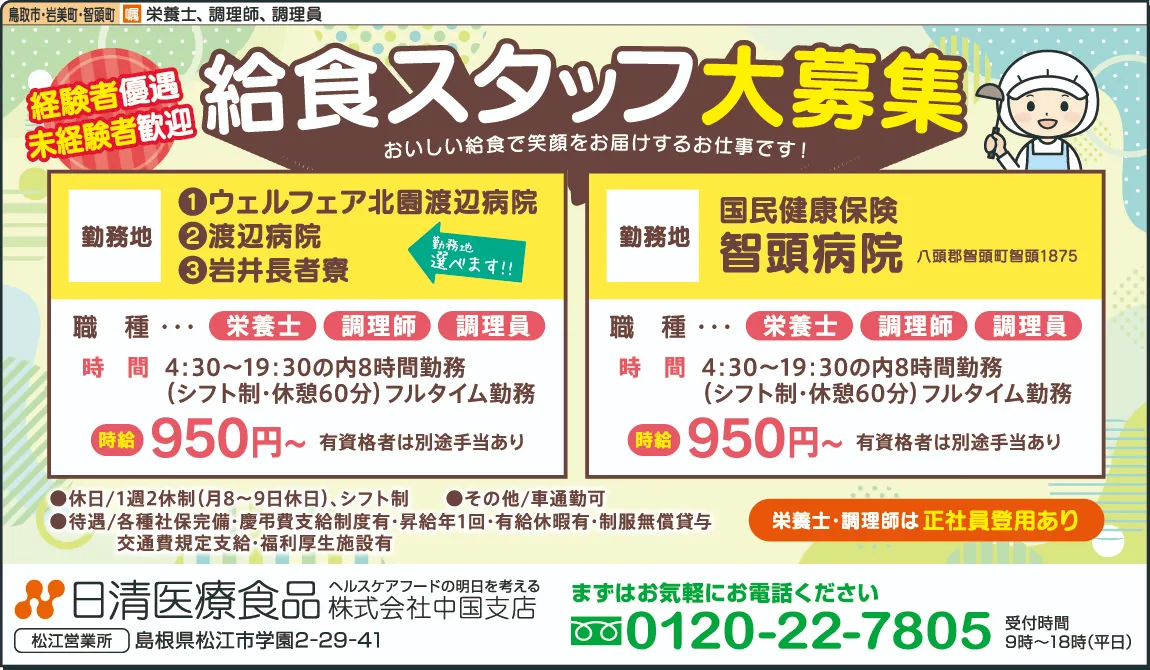 鳥取市・岩美町・智頭町 嘱 栄養士、調理師、調理員
経験者優遇
未経験者歓迎
給食スタッフ大募集
おいしい給食で笑顔をお届けするお仕事です!
勤務地
❶ウェルフェア北園渡辺病院
❷渡辺病院
❸岩井長者寮
勤務地
選べます!!
職種… 栄養士 調理師 調理員
時間 4:30〜19:30の内8時間勤務
(シフト制・休憩60分)フルタイム勤務
時給 950円〜 有資格者は別途手当あり
勤務地
国民健康保険
智頭病院 八頭郡智頭町智頭1875
職種… 栄養士 調理師 調理員
時間 4:30〜19:30の内8時間勤務
(シフト制・休憩60分)フルタイム勤務
時給 950円〜 有資格者は別途手当あり
●休日/1週2休制(月8〜9日休日)、シフト制 ●その他/車通勤可
●待遇/各種社保完備・慶弔費支給制度有・昇給年1回・有給休暇有・制服無償貸与
交通費規定支給・福利厚生施設有
栄養士・調理師は正社員登用あり
日清医療食品
ヘルスケアフードの明日を考える
株式会社中国支店
松江営業所 島根県松江市学園2-29-41
まずはお気軽にお電話ください
0120-22-7805
受付時間
9時〜18時(平日)